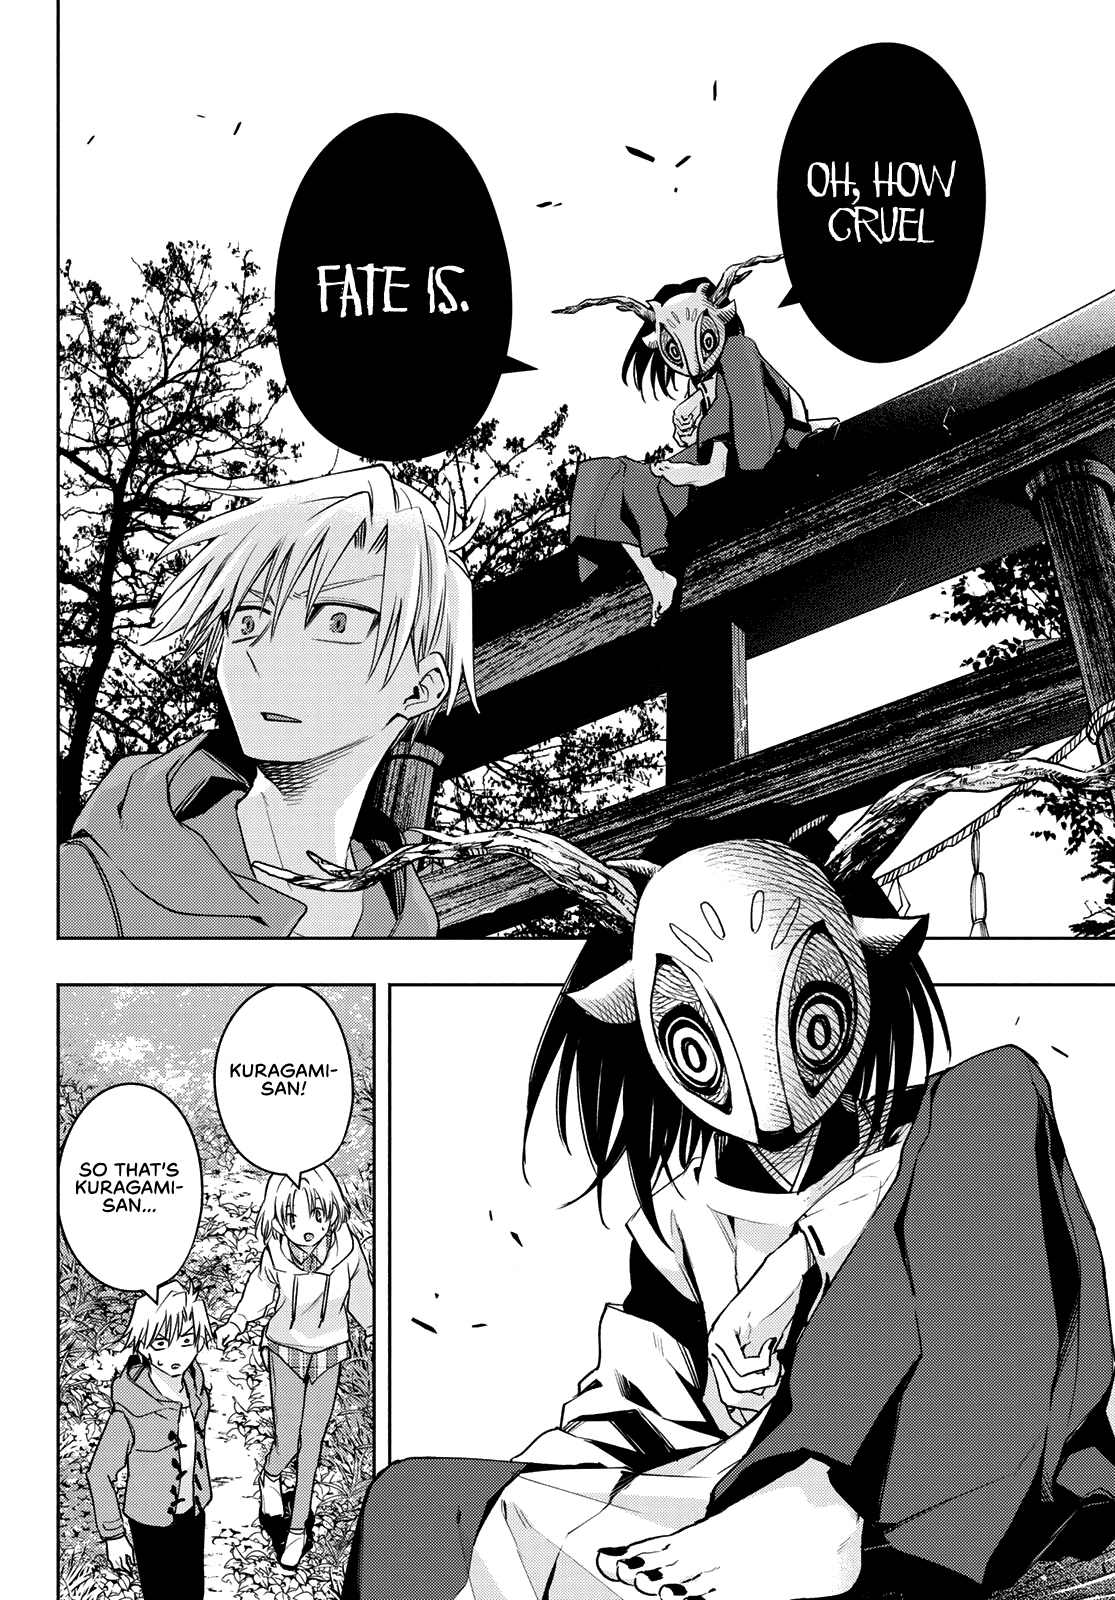 OH, HOW
CRUEL
FATE IS.
KURAGAMI-
SAN!
SO THAT'S
KURAGAMI-
SAN...